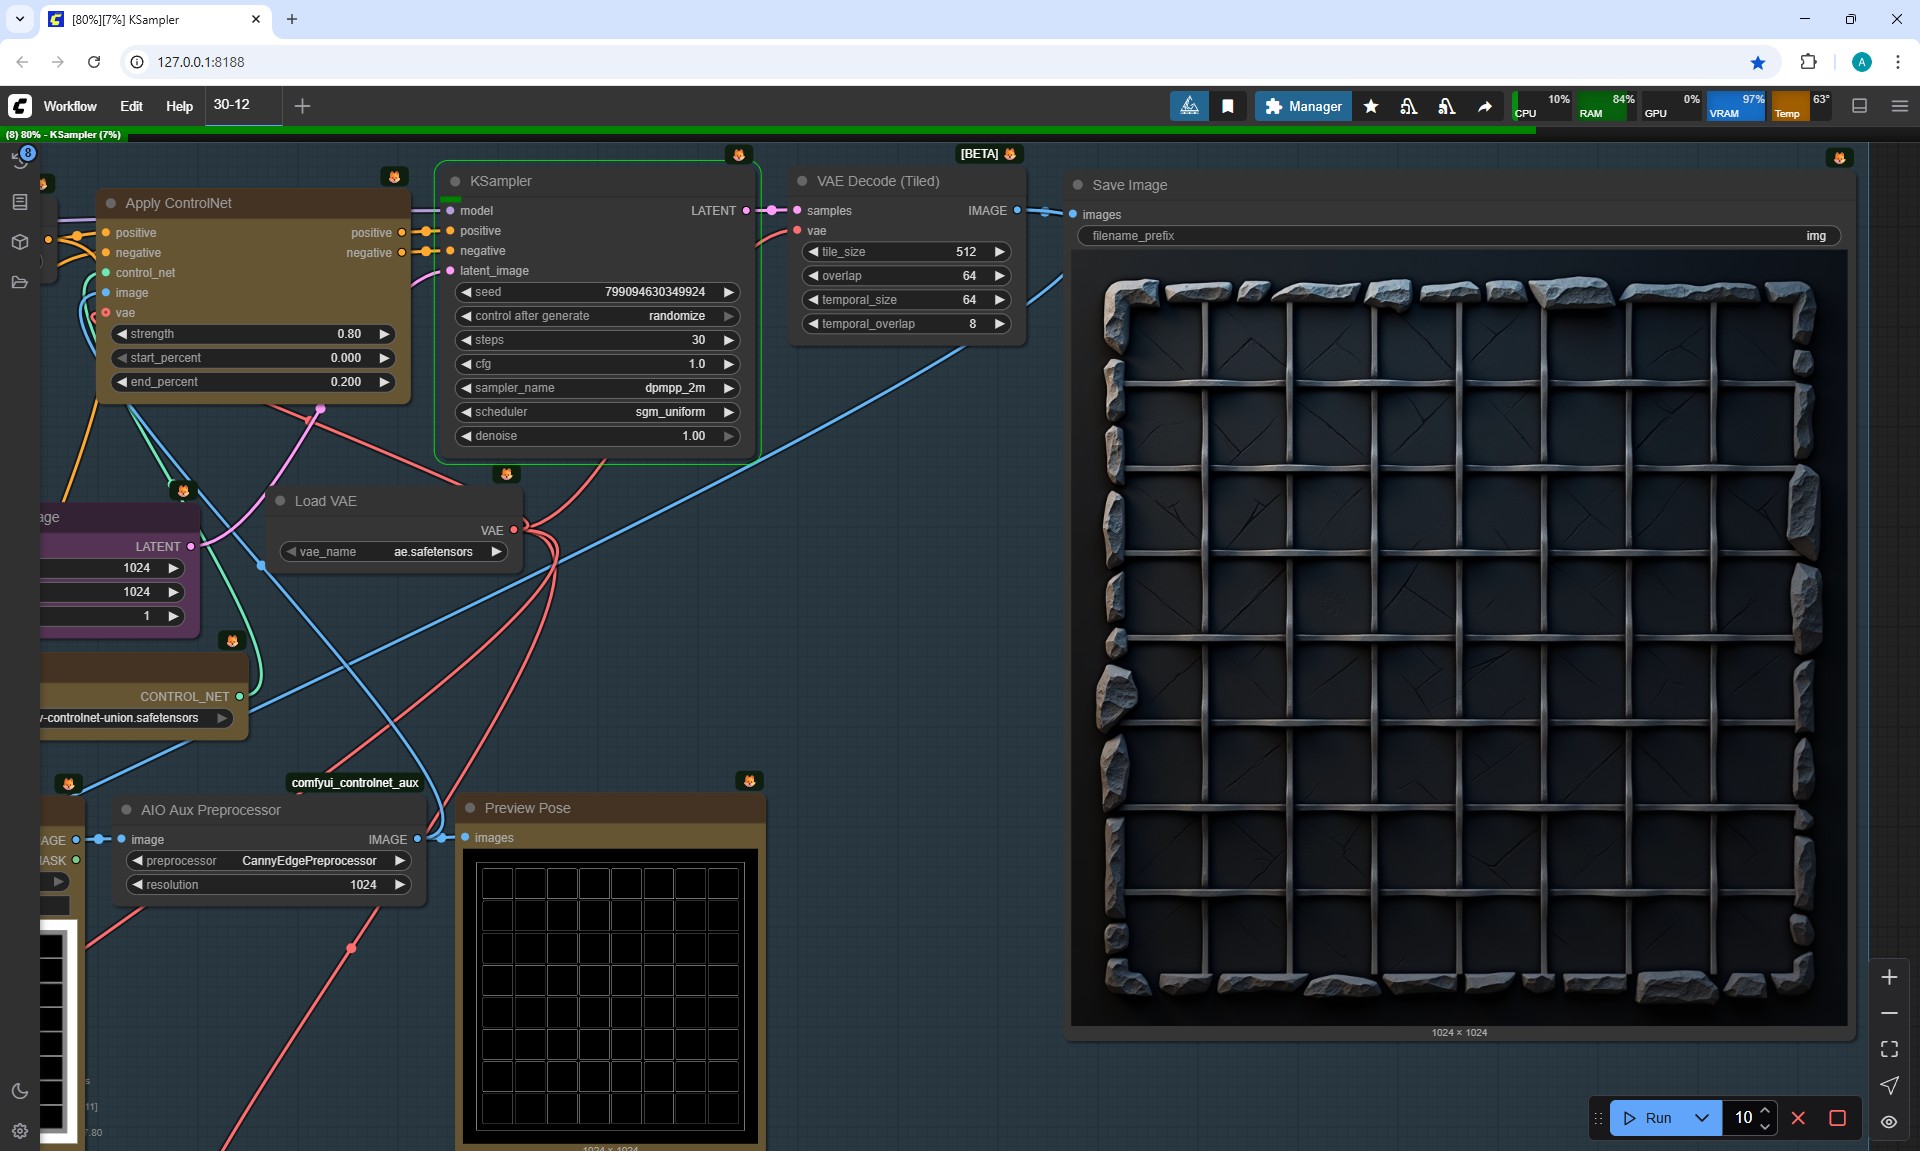 [80%][7%] KSampler
127.0.0.1:8188
A
Workflow
Edit
Help
30-12
Manager
10%
CPU
84%
RAM
0%
GPU
97%
VRAM
63°
Temp
(8) 80% - KSampler (7%)
8
Apply ControlNet
positive
positive
negative
negative
control_net
image
vae
strength 0.80
start_percent 0.000
end_percent 0.200
KSampler
model LATENT
positive
negative
latent_image
seed 799094630349924
control after generate randomize
steps 30
cfg 1.0
sampler_name dpmpp_2m
scheduler sgm_uniform
denoise 1.00
[BETA]
VAE Decode (Tiled)
samples IMAGE
vae
tile_size 512
overlap 64
temporal_size 64
temporal_overlap 8
Save Image
images
filename_prefix img
1024 × 1024
Load VAE
VAE
vae_name ae.safetensors
age
LATENT
1024
1024
1
CONTROL_NET
v-controlnet-union.safetensors
comfyui_controlnet_aux
AIO Aux Preprocessor
image IMAGE
preprocessor CannyEdgePreprocessor
resolution 1024
AGE
ASK
Preview Pose
images
1024 × 1024
s
11]
7.80
Run
10